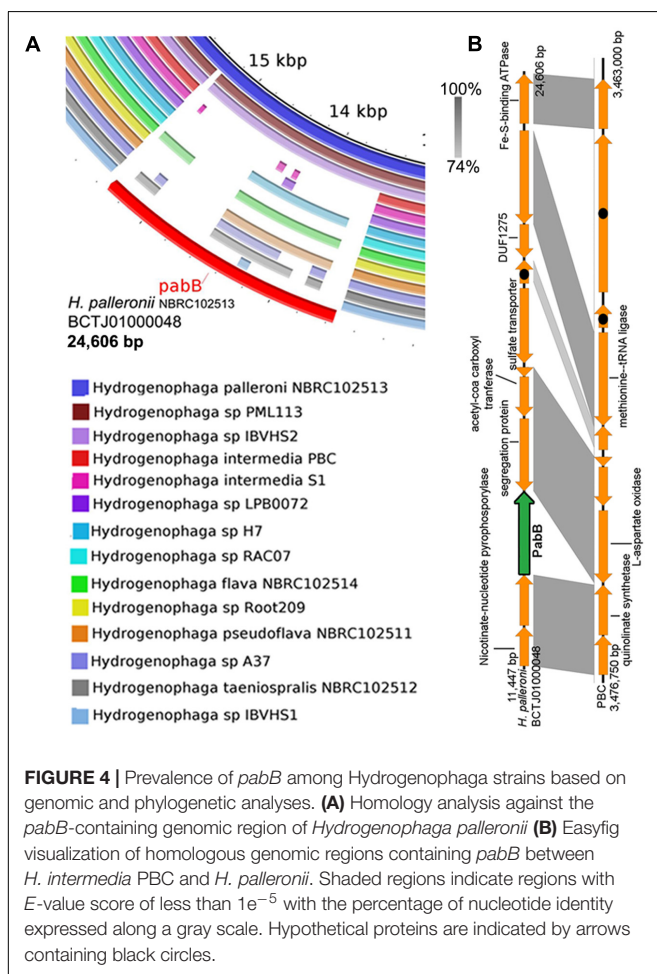 A
15 kbp
14 kbp
pabB
H. palleronii NBRC102513
BCTJ01000048
24,606 bp
Hydrogenophaga palleroni NBRC102513
Hydrogenophaga sp PML113
Hydrogenophaga sp IBVHS2
Hydrogenophaga intermedia PBC
Hydrogenophaga intermedia S1
Hydrogenophaga sp LPB0072
Hydrogenophaga sp H7
Hydrogenophaga sp RAC07
Hydrogenophaga flava NBRC102514
Hydrogenophaga sp Root209
Hydrogenophaga pseudoflava NBRC102511
Hydrogenophaga sp A37
Hydrogenophaga taeniospralis NBRC102512
Hydrogenophaga sp IBVHS1
B
100%
74%
Fe-S-binding ATPase
24,606 bp
3,463,000 bp
DUF1275
sulfate transporter
acetyl-coa carboxyl
tranferase
segregation protein
methionine--tRNA ligase
Nicotinate-nucleotide pyrophosporylase
PabB
L-aspartate oxidase
quinolinate synthetase
11,447 bp
H. palleroni
BCTJ01000048
PBC
3,476,750 bp
FIGURE 4 | Prevalence of pabB among Hydrogenophaga strains based on
genomic and phylogenetic analyses. (A) Homology analysis against the
pabB-containing genomic region of Hydrogenophaga palleronii (B) Easyfig
visualization of homologous genomic regions containing pabB between
H. intermedia PBC and H. palleronii. Shaded regions indicate regions with
E-value score of less than 1e−5 with the percentage of nucleotide identity
expressed along a gray scale. Hypothetical proteins are indicated by arrows
containing black circles.